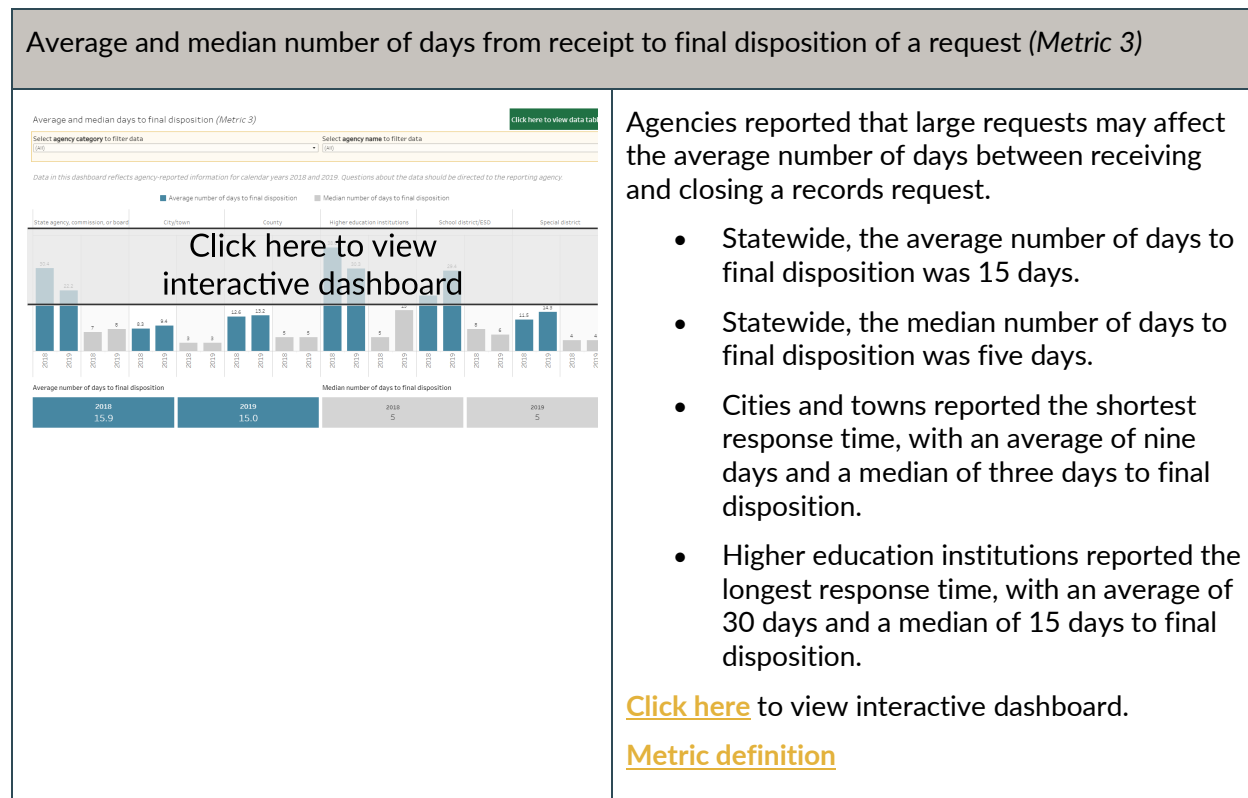 Average and median number of days from receipt to final disposition of a request (Metric 3)
Average and median days to final disposition (Metric 3)
Click here to view data tab
Select agency category to filter data
Select agency name to filter data
(All)
(All)
Data in this dashboard reflects agency-reported information for calendar years 2018 and 2019. Questions about the data should be directed to the reporting agency.
Average number of days to final disposition
Median number of days to final disposition
State agency, commission, or board
City/town
County
Higher education institutions
School district/ESD
Special district
Click here to view
interactive dashboard
7
8
8.3
9.4
3
3
12.6
13.2
5
5
5
8
6
11.5
14.3
4
4
2018
2019
2018
2019
2018
2019
2018
2019
2018
2019
2018
2019
2018
2019
2018
2019
2018
2019
2018
2019
2018
2019
2018
2019
Average number of days to final disposition
Median number of days to final disposition
2018
15.9
2019
15.0
2018
5
2019
5
Agencies reported that large requests may affect
the average number of days between receiving
and closing a records request.
• Statewide, the average number of days to
final disposition was 15 days.
• Statewide, the median number of days to
final disposition was five days.
• Cities and towns reported the shortest
response time, with an average of nine
days and a median of three days to final
disposition.
• Higher education institutions reported the
longest response time, with an average of
30 days and a median of 15 days to final
disposition.
Click here to view interactive dashboard.
Metric definition